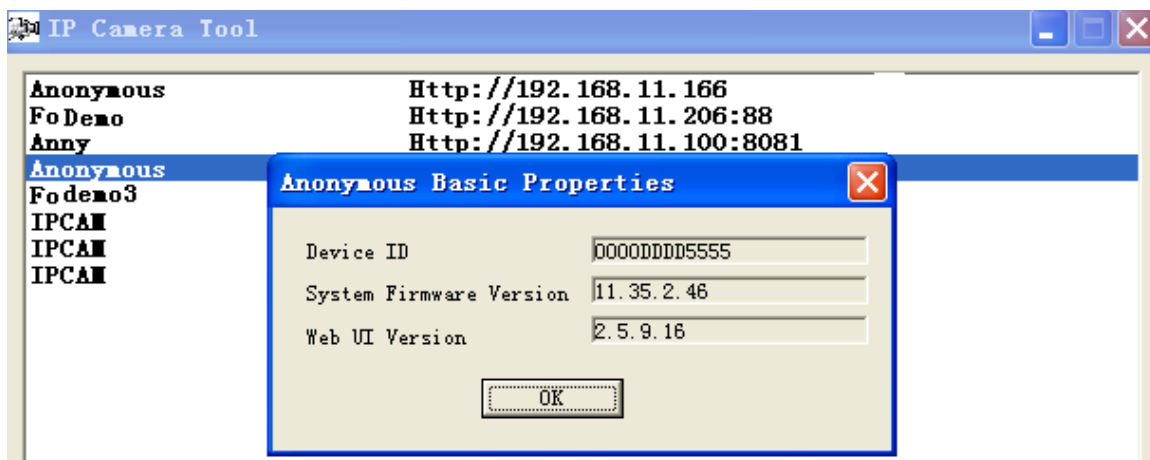 IP Camera Tool
Anonymous Http://192.168.11.166
FoDemo Http://192.168.11.206:88
Anny Http://192.168.11.100:8081
Anonymous
Fodemo3
IPCAM
IPCAM
IPCAM
Anonymous Basic Properties
Device ID 0000DDDD5555
System Firmware Version 11.35.2.46
Web UI Version 2.5.9.16
OK